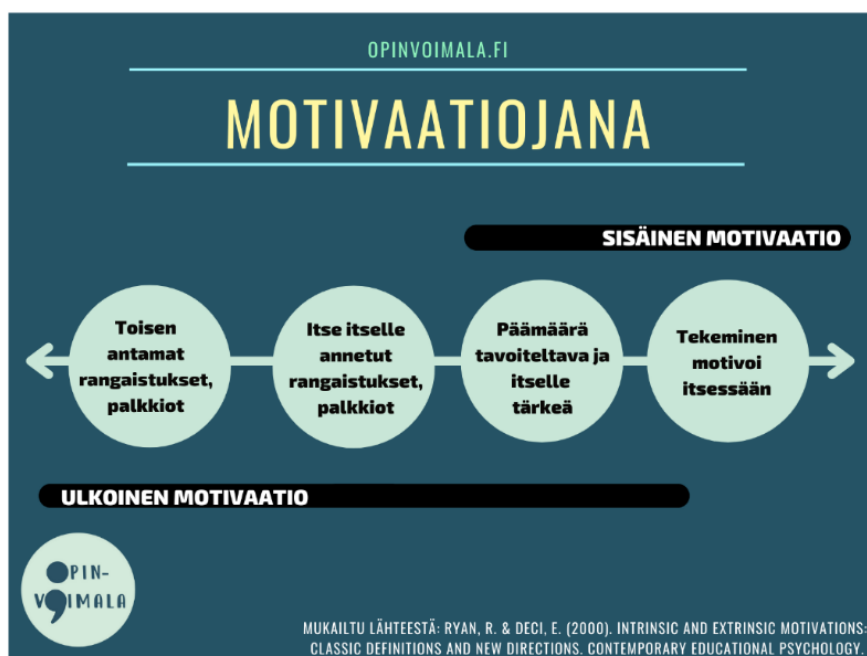 OPINVOIMALA.FI
MOTIVAATIOJANA
SISÄINEN MOTIVAATIO
Toisen
antamat
rangaistukset,
palkkiot
Itse itselle
annetut
rangaistukset,
palkkiot
Päämäärä
tavoiteltava ja
itselle
tärkeä
Tekeminen
motivoi
itsessään
ULKOINEN MOTIVAATIO
OPIN-
VOIMALA
MUKAILTU LÄHTEESTÄ: RYAN, R. & DECI, E. (2000). INTRINSIC AND EXTRINSIC MOTIVATIONS:
CLASSIC DEFINITIONS AND NEW DIRECTIONS. CONTEMPORARY EDUCATIONAL PSYCHOLOGY.